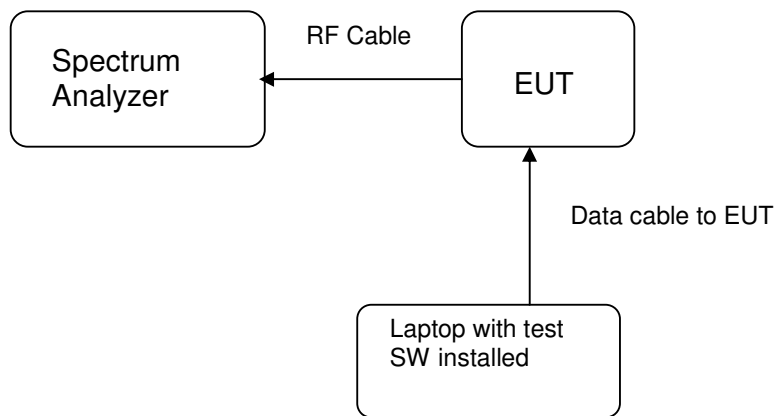 RF Cable
Spectrum
Analyzer
EUT
Data cable to EUT
Laptop with test
SW installed